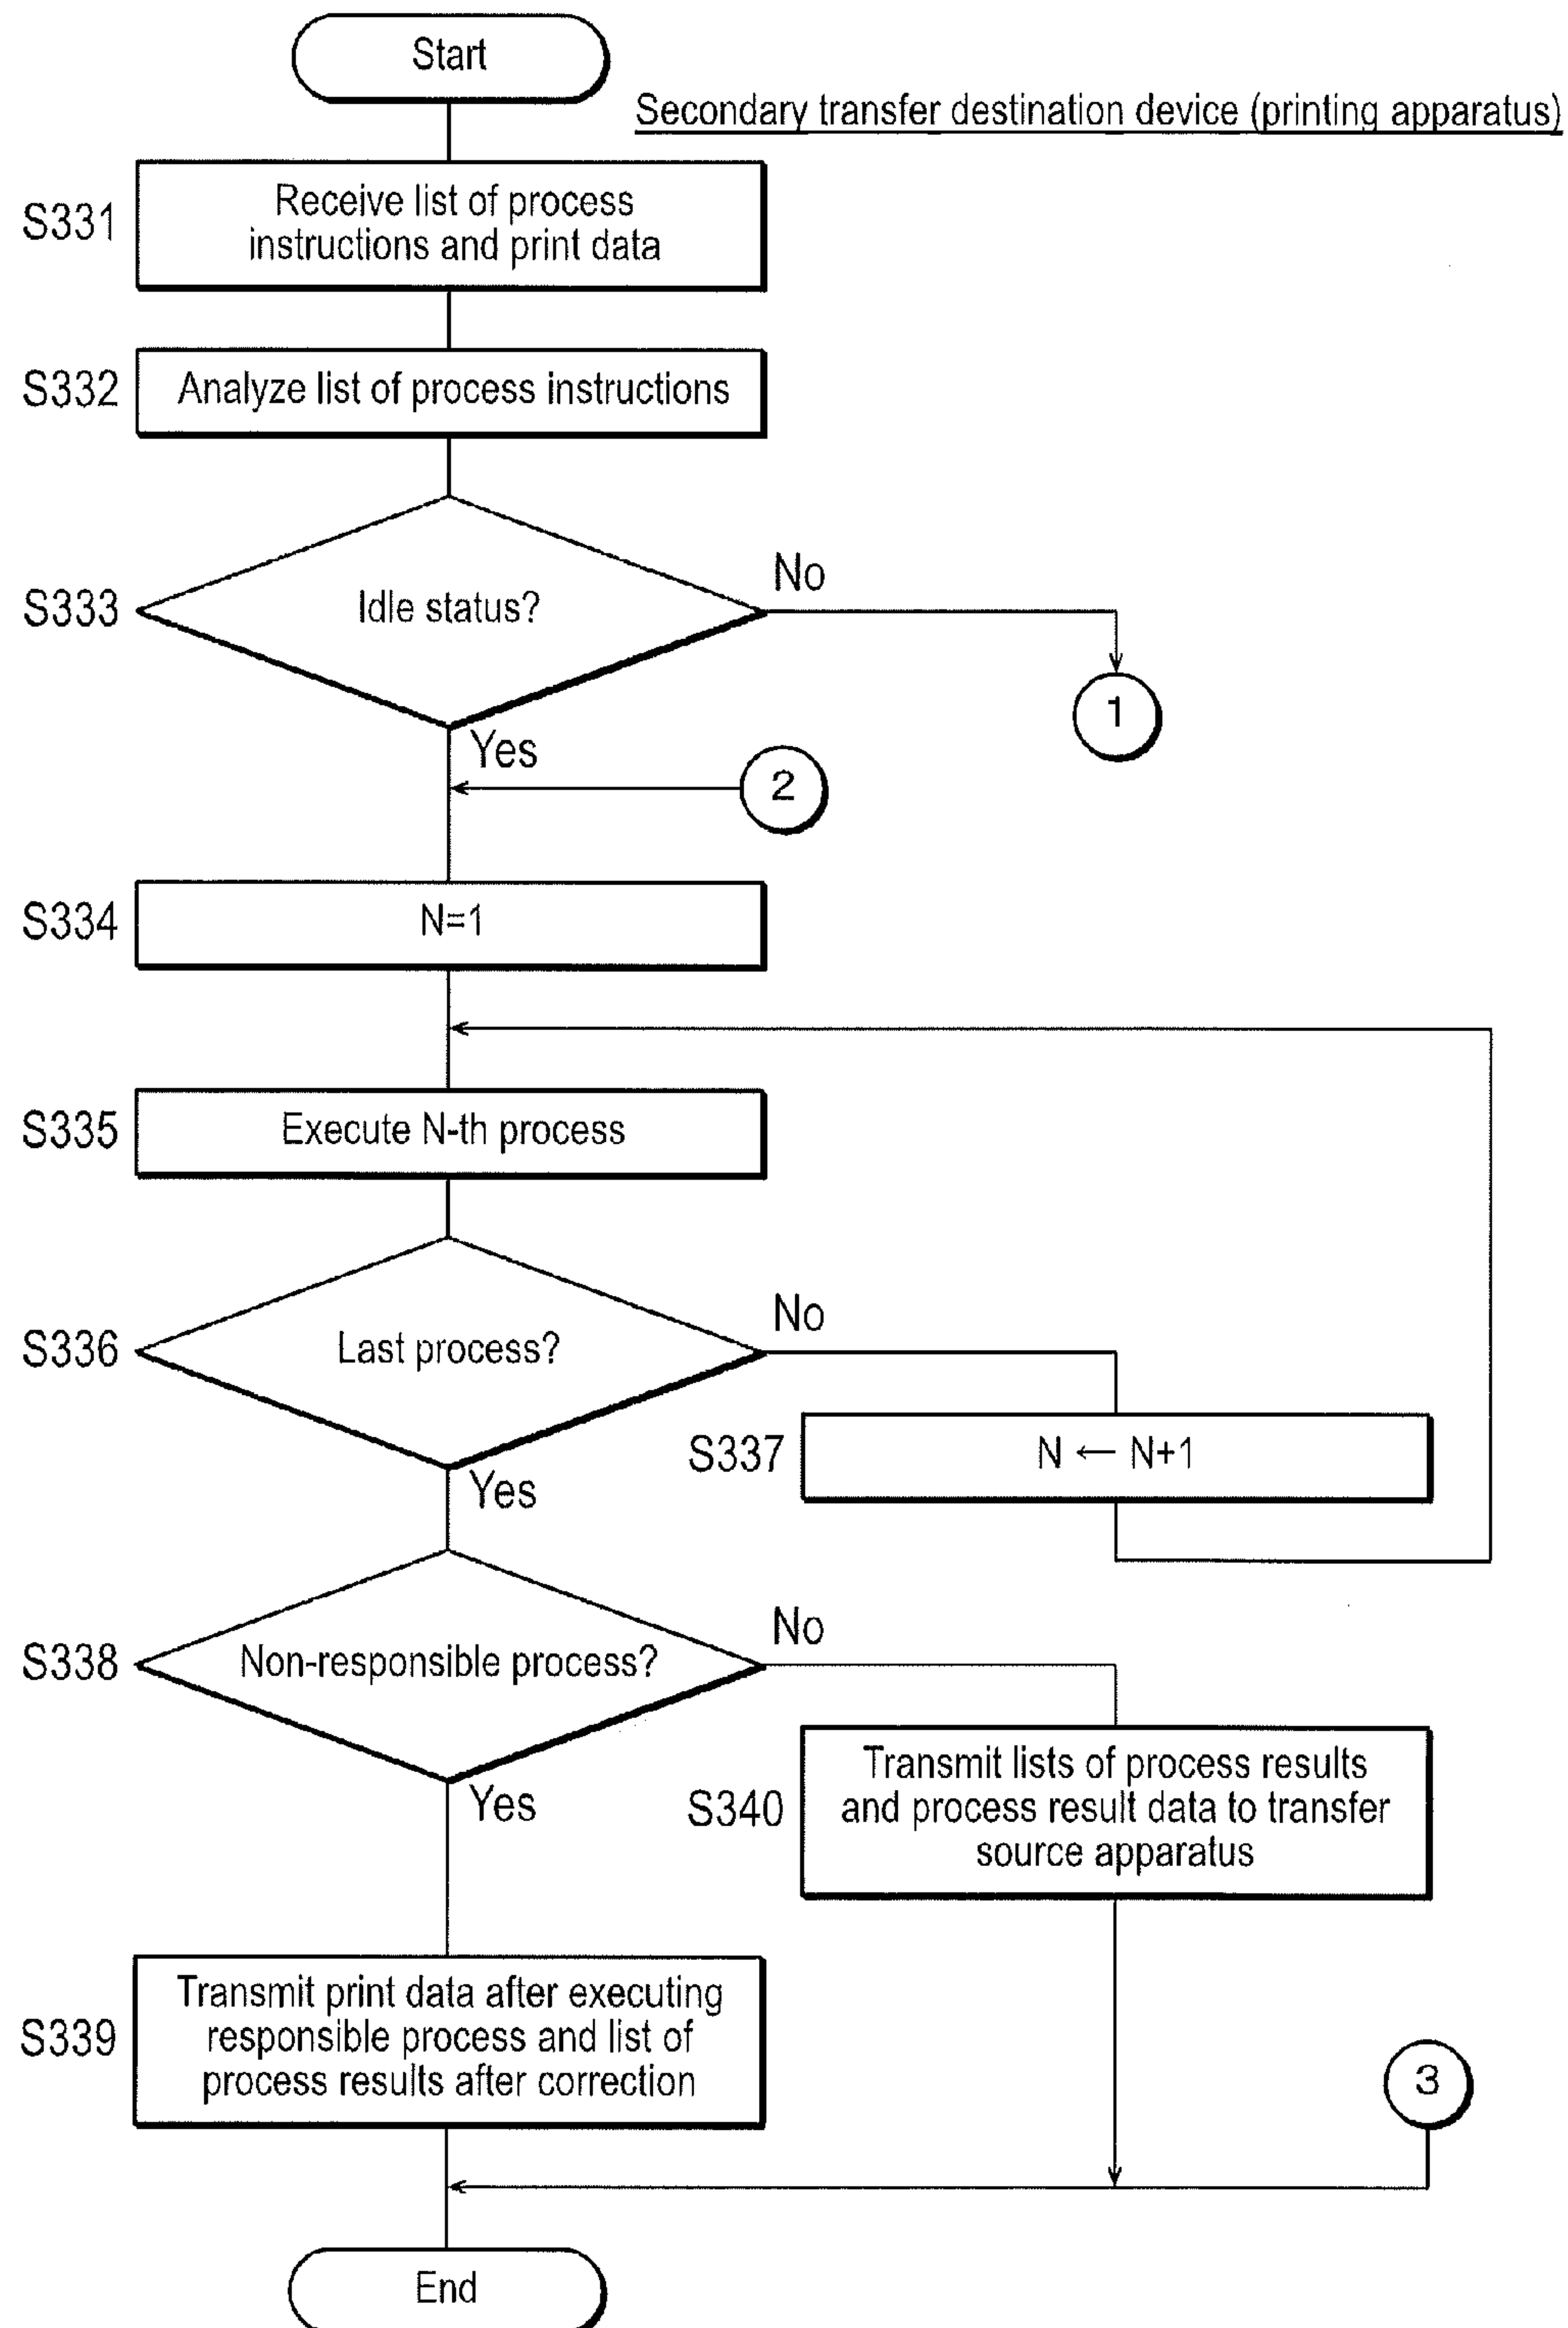 Start
Secondary transfer destination device (printing apparatus)
S331
Receive list of process
instructions and print data
S332
Analyze list of process instructions
S333
Idle status?
No
1
Yes
2
S334
N=1
S335
Execute N-th process
S336
Last process?
No
S337
N ← N+1
Yes
S338
Non-responsible process?
No
Yes
S340
Transmit lists of process results
and process result data to transfer
source apparatus
S339
Transmit print data after executing
responsible process and list of
process results after correction
3
End